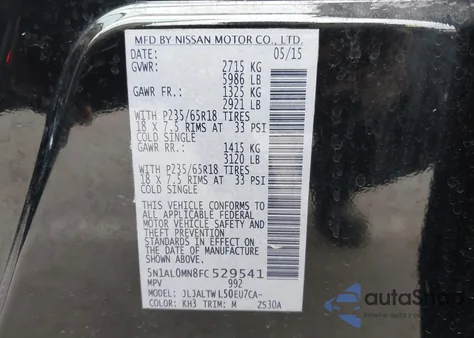 MFD BY NISSAN MOTOR CO., LTD.
DATE: 05/15
GVWR: 2715 KG
5986 LB
GAWR FR.: 1325 KG
2921 LB
WITH P235/65R18 TIRES
18 X 7.5 RIMS AT 33 PSI
COLD SINGLE
GAWR RR.: 1415 KG
3120 LB
WITH P235/65R18 TIRES
18 X 7.5 RIMS AT 33 PSI
COLD SINGLE
THIS VEHICLE CONFORMS TO
ALL APPLICABLE FEDERAL
MOTOR VEHICLE SAFETY AND
THEFT PREVENTION
STANDARDS IN EFFECT ON
THE DATE OF MANUFACTURE
SHOWN ABOVE.
5N1AL0MN8FC529541
MPV 992
MODEL: JLJALTWL50EU7CA-
COLOR: KH3 TRIM: M ZS30A
autoShop